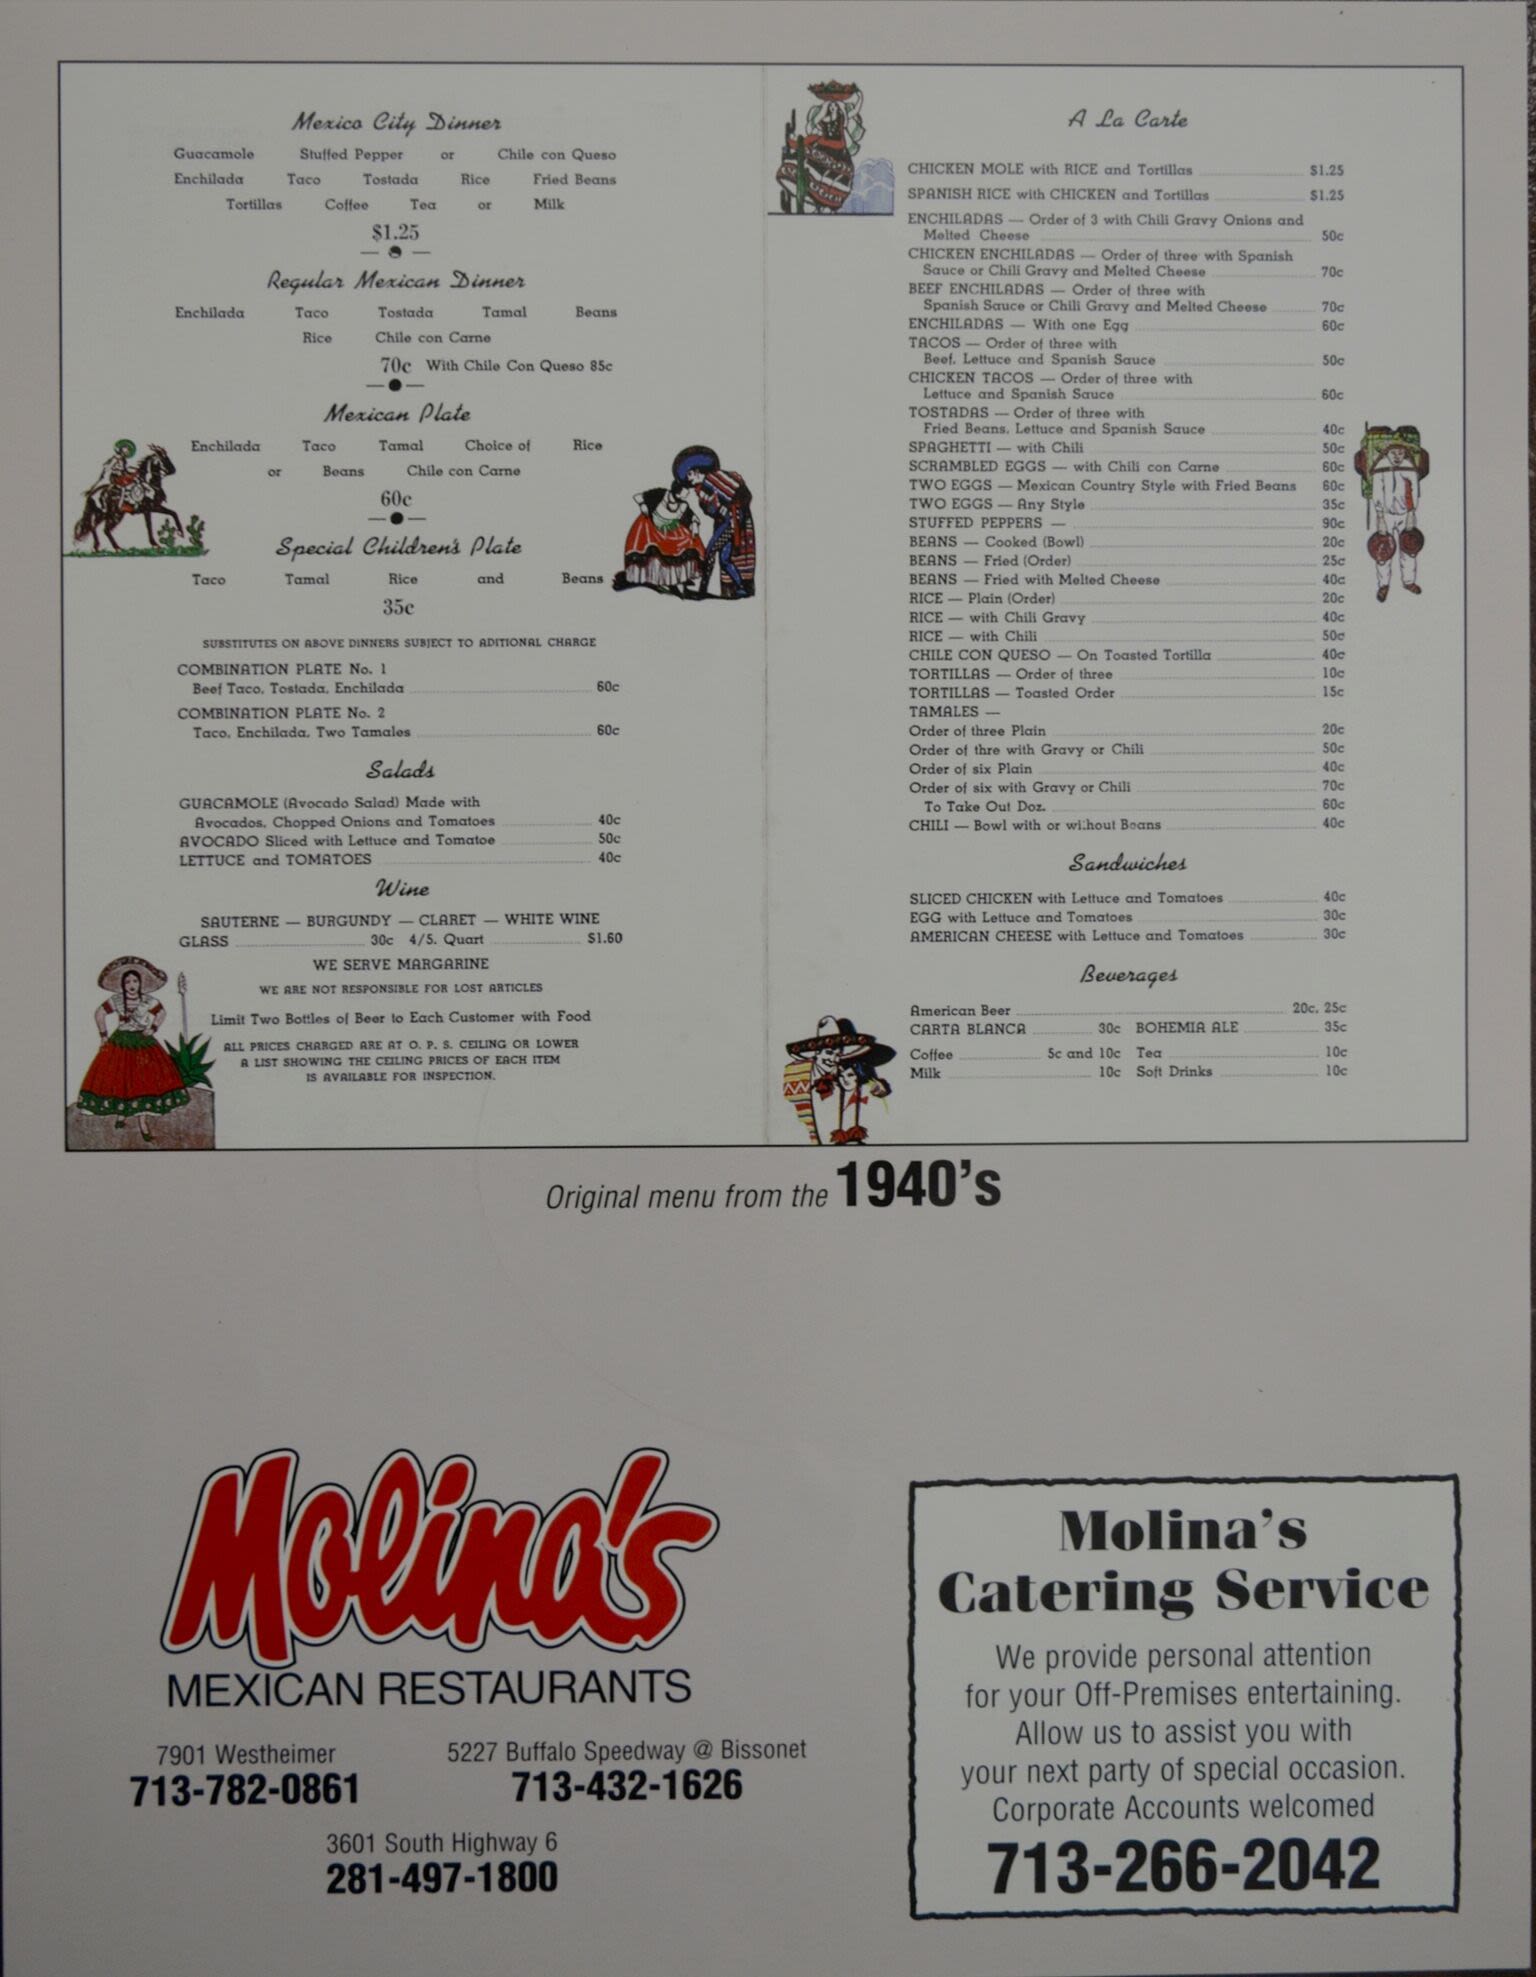 Mexico City Dinner
Guacamole Stuffed Pepper or Chile con Queso
Enchilada Taco Tostada Rice Fried Beans
Tortillas Coffee Tea or Milk
$1.25
Regular Mexican Dinner
Enchilada Taco Tostada Tamal Beans
Rice Chile con Carne
70c With Chile Con Queso 85c
Mexican Plate
Enchilada Taco Tamal Choice of Rice
or Beans Chile con Carne
60c
Special Children's Plate
Taco Tamal Rice and Beans
35c
SUBSTITUTES ON ABOVE DINNERS SUBJECT TO ADITIONAL CHARGE
COMBINATION PLATE No. 1
Beef Taco, Tostada, Enchilada 60c
COMBINATION PLATE No. 2
Taco, Enchilada, Two Tamales 60c
Salads
GUACAMOLE (Avocado Salad) Made with
Avocados, Chopped Onions and Tomatoes 40c
AVOCADO Sliced with Lettuce and Tomatoe 50c
LETTUCE and TOMATOES 40c
Wine
SAUTERNE — BURGUNDY — CLARET — WHITE WINE
GLASS 30c 4/5. Quart $1.60
WE SERVE MARGARINE
WE ARE NOT RESPONSIBLE FOR LOST ARTICLES
Limit Two Bottles of Beer to Each Customer with Food
ALL PRICES CHARGED ARE AT O. P. S. CEILING OR LOWER
A LIST SHOWING THE CEILING PRICES OF EACH ITEM
IS AVAILABLE FOR INSPECTION.
A La Carte
CHICKEN MOLE with RICE and Tortillas $1.25
SPANISH RICE with CHICKEN and Tortillas $1.25
ENCHILADAS — Order of 3 with Chili Gravy Onions and
Melted Cheese 50c
CHICKEN ENCHILADAS — Order of three with Spanish
Sauce or Chili Gravy and Melted Cheese 70c
BEEF ENCHILADAS — Order of three with
Spanish Sauce or Chili Gravy and Melted Cheese 70c
ENCHILADAS — With one Egg 60c
TACOS — Order of three with
Beef, Lettuce and Spanish Sauce 50c
CHICKEN TACOS — Order of three with
Lettuce and Spanish Sauce 60c
TOSTADAS — Order of three with
Fried Beans, Lettuce and Spanish Sauce 40c
SPAGHETTI — with Chili 50c
SCRAMBLED EGGS — with Chili con Carne 60c
TWO EGGS — Mexican Country Style with Fried Beans 60c
TWO EGGS — Any Style 35c
STUFFED PEPPERS — 90c
BEANS — Cooked (Bowl) 20c
BEANS — Fried (Order) 25c
BEANS — Fried with Melted Cheese 40c
RICE — Plain (Order) 20c
RICE — with Chili Gravy 40c
RICE — with Chili 50c
CHILE CON QUESO — On Toasted Tortilla 40c
TORTILLAS — Order of three 10c
TORTILLAS — Toasted Order 15c
TAMALES —
Order of three Plain 20c
Order of thre with Gravy or Chili 50c
Order of six Plain 40c
Order of six with Gravy or Chili 70c
To Take Out Doz. 60c
CHILI — Bowl with or without Beans 40c
Sandwiches
SLICED CHICKEN with Lettuce and Tomatoes 40c
EGG with Lettuce and Tomatoes 30c
AMERICAN CHEESE with Lettuce and Tomatoes 30c
Beverages
American Beer 20c, 25c
CARTA BLANCA 30c BOHEMIA ALE 35c
Coffee 5c and 10c Tea 10c
Milk 10c Soft Drinks 10c
Original menu from the 1940's
Molina's
MEXICAN RESTAURANTS
7901 Westheimer
713-782-0861
5227 Buffalo Speedway @ Bissonet
713-432-1626
3601 South Highway 6
281-497-1800
Molina's
Catering Service
We provide personal attention
for your Off-Premises entertaining.
Allow us to assist you with
your next party of special occasion.
Corporate Accounts welcomed
713-266-2042